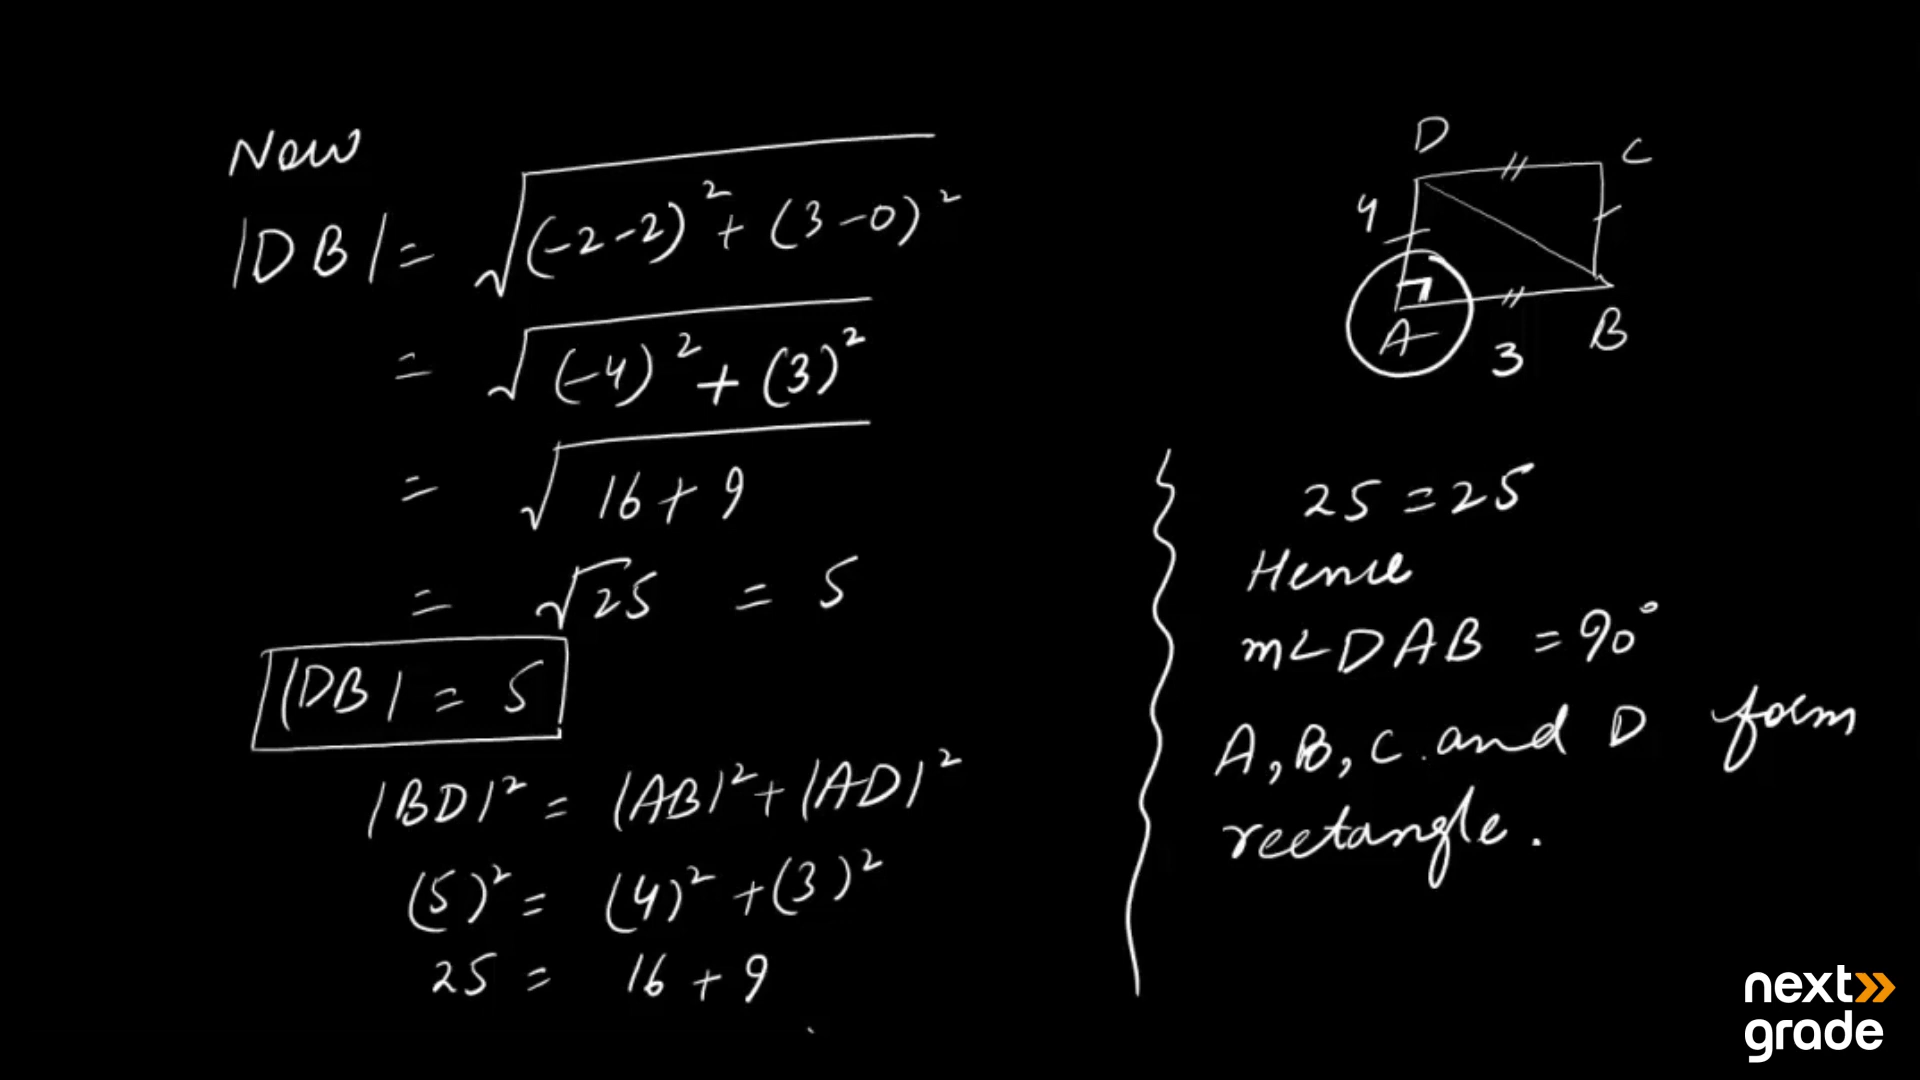 Now
|DB| = √(-2-2)² + (3-0)²
= √(-4)² + (3)²
= √16 + 9
= √25 = 5
|DB| = 5
|BD|² = |AB|² + |AD|²
(5)² = (4)² + (3)²
25 = 16 + 9
D
C
4
A
3
B
25 = 25
Hence
m∠DAB = 90°
A, B, C and D form
rectangle.
next
grade